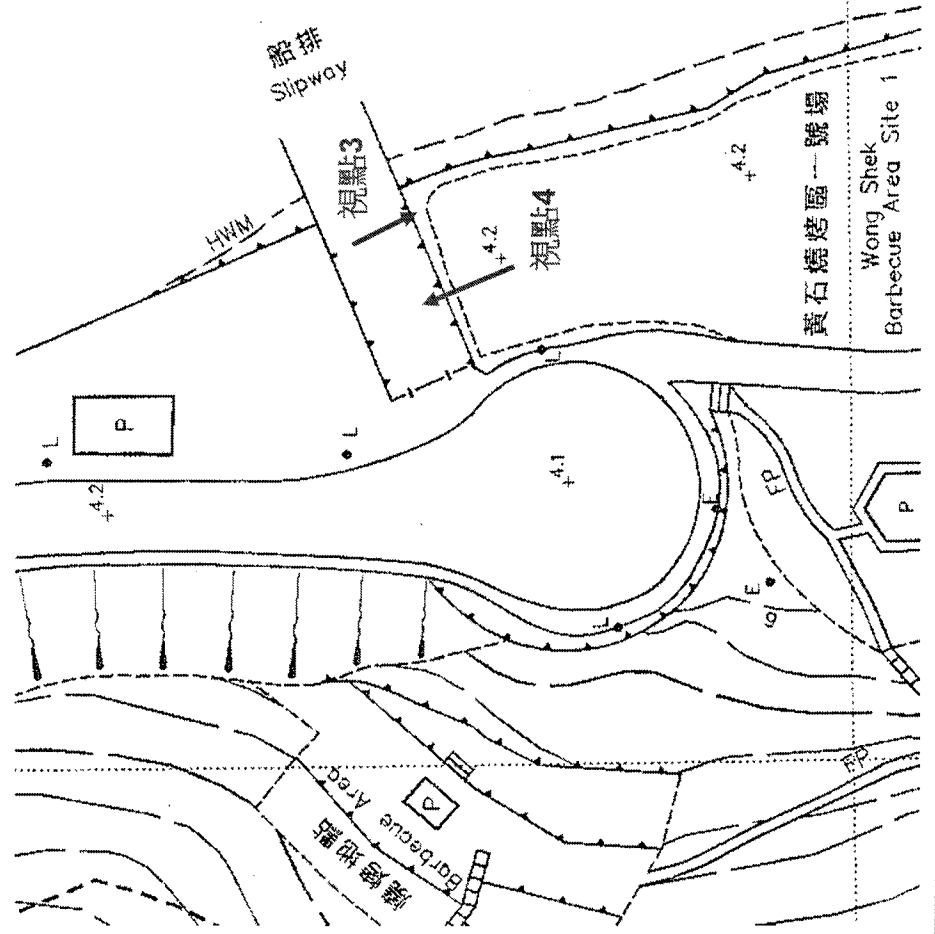 船排
Slipway
視點3
HWM
視點4
4.2
4.2
黃石燒烤區一號場
Wong Shek
Barbecue Area Site 1
P
L
L
4.2
L
4.1
FP
P
E
L
FP
燒烤地點
Barbecue Area